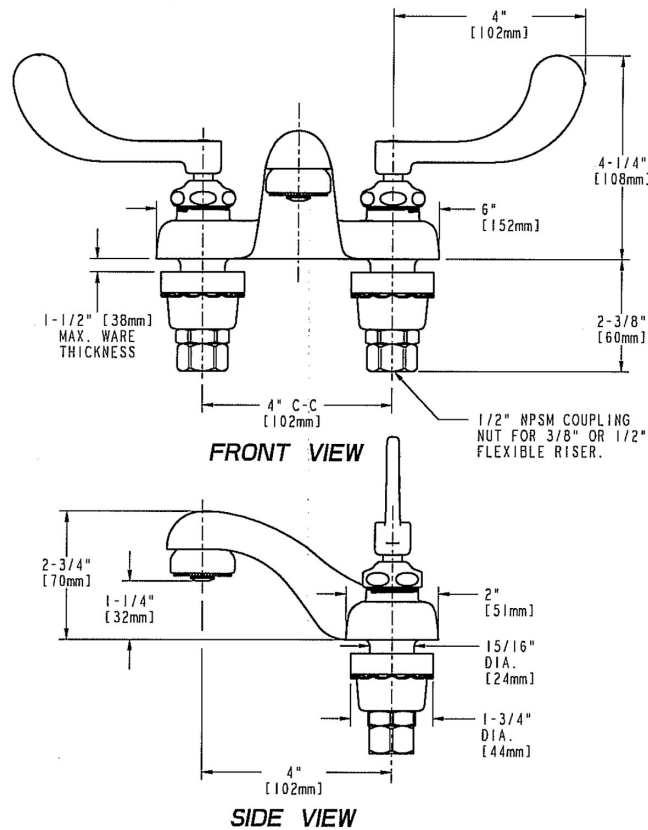 4"
[102mm]
4-1/4"
[108mm]
6"
[152mm]
1-1/2" [38mm]
MAX. WARE
THICKNESS
2-3/8"
[60mm]
4" C-C
[102mm]
1/2" NPSM COUPLING
NUT FOR 3/8" OR 1/2"
FLEXIBLE RISER.
FRONT VIEW
2-3/4"
[70mm]
1-1/4"
[32mm]
2"
[51mm]
15/16"
DIA.
[24mm]
1-3/4"
DIA.
[44mm]
4"
[102mm]
SIDE VIEW